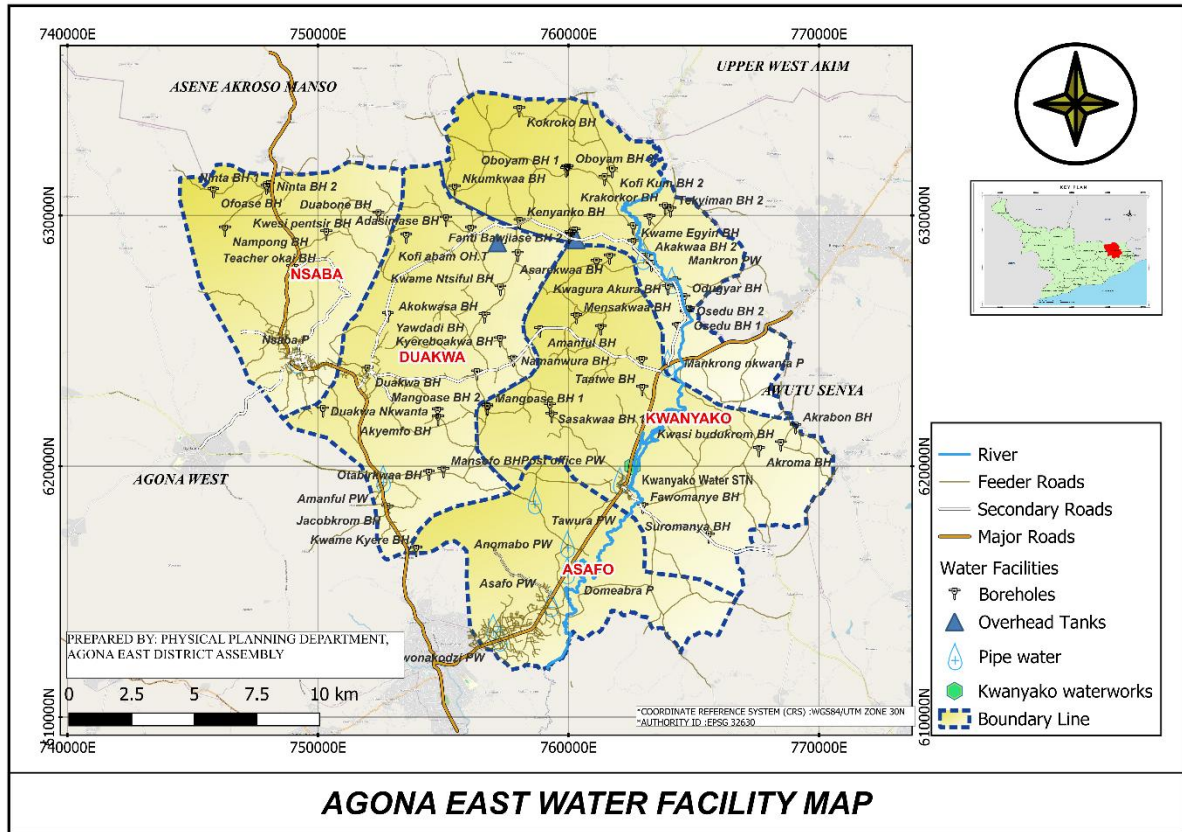 740000E 750000E 760000E 770000E
UPPER WEST AKIM
ASENE AKROSO MANSO
Kokroko BH
Oboyam BH 1
Nkumkwaa BH
Kofi Kum BH 2
Ninta BH 1
Ninta BH 2
Tekyiman BH 2
Ofoase BH
Duabone BH
Krakorkor BH
Kenyanko BH
Adasimase BH
Kwesi pentsir BH
630000N
630000N
Kwame Egyin BH
Fanti Bawjiase BH 2
Nampong BH
Akakwaa BH 2
Teacher okai BH
Kofi abam OH.T
Mankron PW
Asarekwaa BH
NSABA
Kwame Ntsiful BH
Kwagura Akura BH
Odugyar BH
Akokwasa BH
Mensakwaa BH
Osedu BH 2
Yawdadi BH
Osedu BH 1
Nsaba P
Kyereboakwa BH
Amanful BH
DUAKWA
Namanwura BH
Mankrong nkwanta P
Duakwa BH
Taatwe BH
AWUTU SENYA
Mangoase BH 2
Mangoase BH 1
Duakwa Nkwanta
Sasakwaa BH 1
KWANYAKO
Akrabon BH
Akyemfo BH
Kwasi budukrom BH
Mansofo BH
Post office PW
Akroma BH
620000N
620000N
AGONA WEST
Otabirkwaa BH
Kwanyako Water STN
Amanful PW
Fawomanye BH
Jacobkrom BH
Tawura PW
Suromanya BH
Kwame Kyere BH
Anomabo PW
ASAFO
Asafo PW
Domeabra P
PREPARED BY: PHYSICAL PLANNING DEPARTMENT,
AGONA EAST DISTRICT ASSEMBLY
wonakodzi PW
0 2.5 5 7.5 10 km
*COORDINATE REFERENCE SYSTEM (CRS) :WGS84/UTM ZONE 30N
*AUTHORITY ID :EPSG 32630
610000N
610000N
740000E 750000E 760000E 770000E
KEY PLAN
River
Feeder Roads
Secondary Roads
Major Roads
Water Facilities
Boreholes
Overhead Tanks
Pipe water
Kwanyako waterworks
Boundary Line
AGONA EAST WATER FACILITY MAP